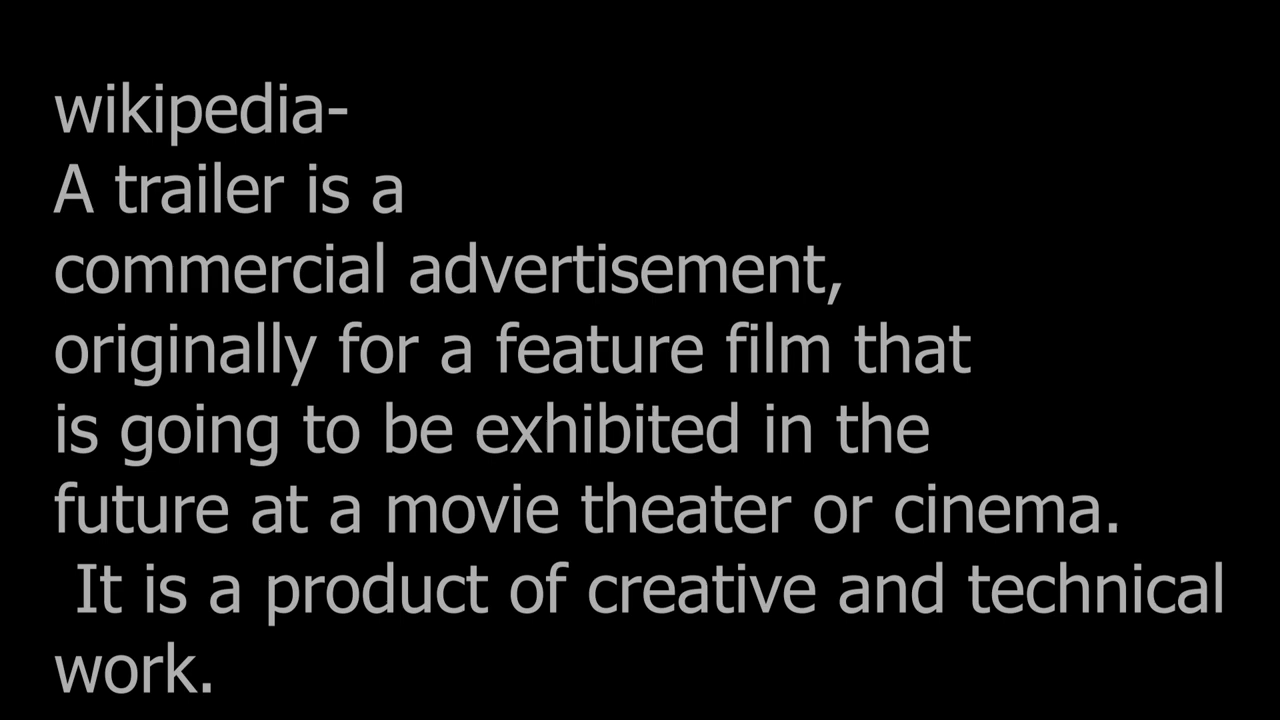 wikipedia-
A trailer is a
commercial advertisement,
originally for a feature film that
is going to be exhibited in the
future at a movie theater or cinema.
It is a product of creative and technical
work.